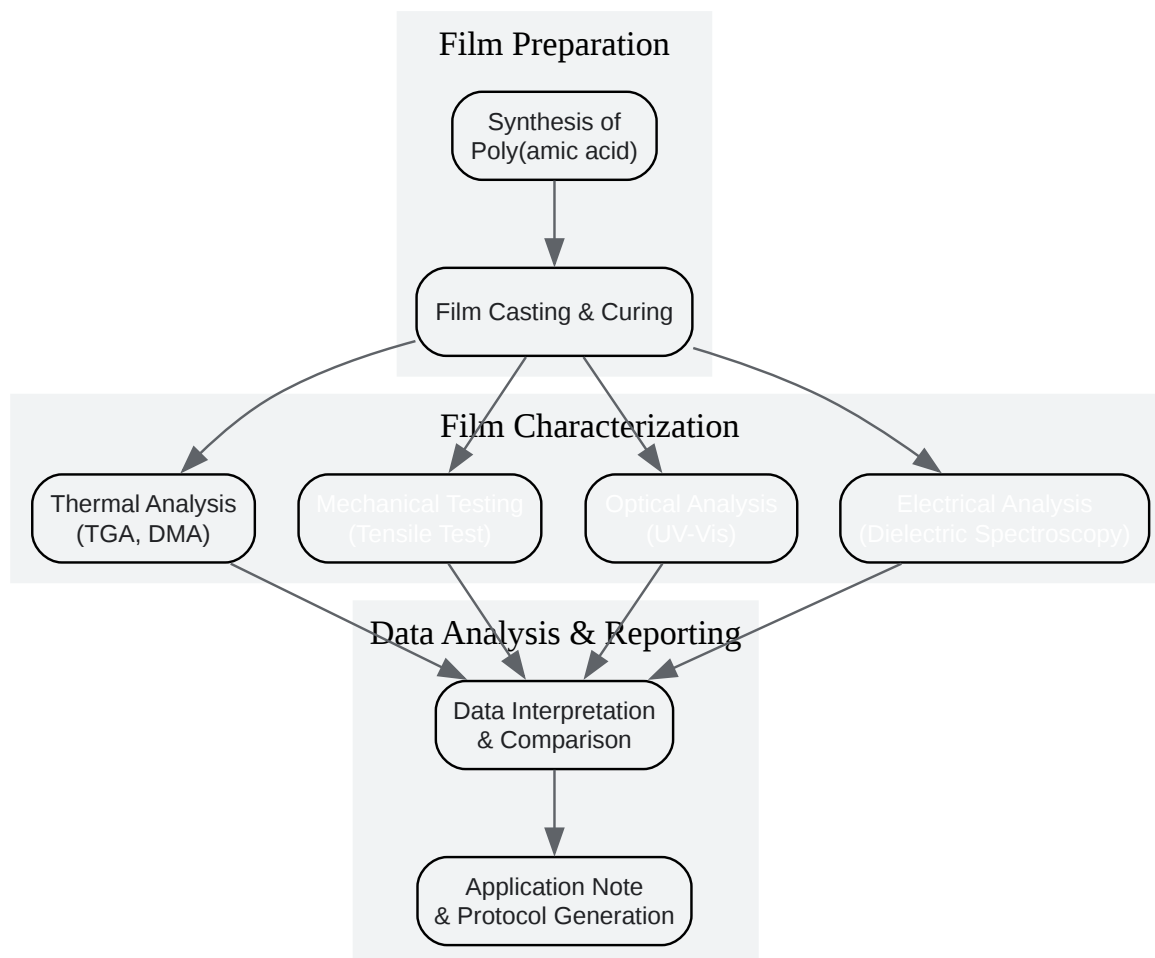 Film Preparation
Synthesis of
Poly(amic acid)
Film Casting & Curing
Film Characterization
Thermal Analysis
(TGA, DMA)
Mechanical Testing
(Tensile Test)
Optical Analysis
(UV-Vis)
Electrical Analysis
(Dielectric Spectroscopy)
Data Analysis & Reporting
Data Interpretation
& Comparison
Application Note
& Protocol Generation